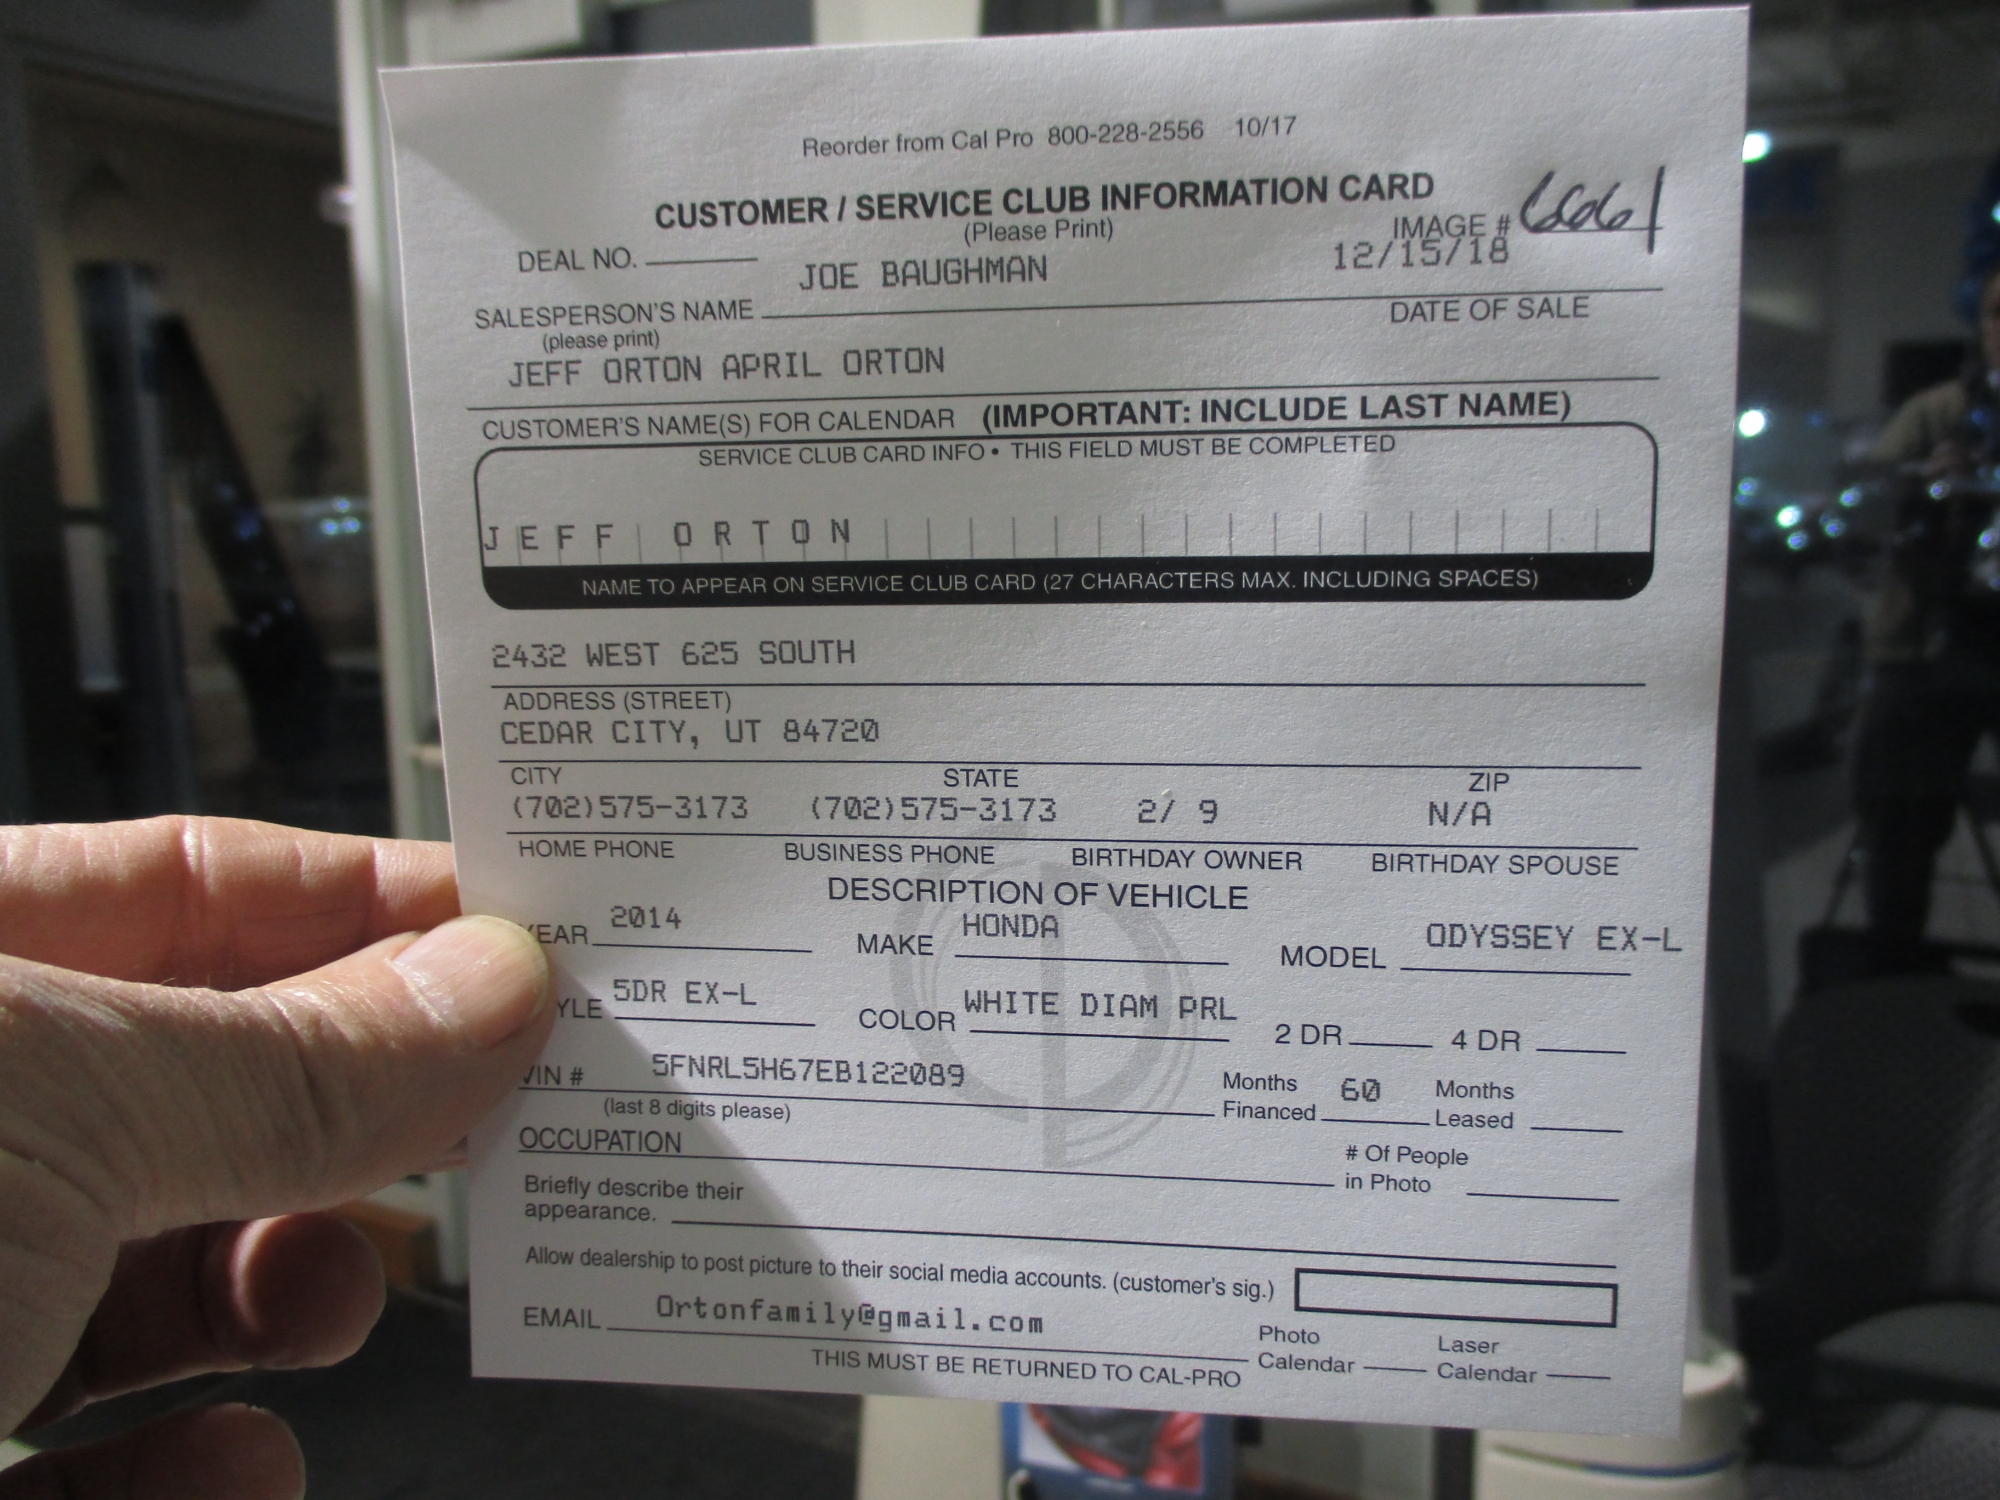 Reorder from Cal Pro 800-228-2556 10/17
CUSTOMER / SERVICE CLUB INFORMATION CARD
(Please Print)
IMAGE # 6661
DEAL NO.
JOE BAUGHMAN 12/15/18
SALESPERSON'S NAME DATE OF SALE
(please print)
JEFF ORTON APRIL ORTON
CUSTOMER'S NAME(S) FOR CALENDAR (IMPORTANT: INCLUDE LAST NAME)
SERVICE CLUB CARD INFO • THIS FIELD MUST BE COMPLETED
JEFF ORTON
NAME TO APPEAR ON SERVICE CLUB CARD (27 CHARACTERS MAX. INCLUDING SPACES)
2432 WEST 625 SOUTH
ADDRESS (STREET)
CEDAR CITY, UT 84720
CITY STATE ZIP
(702)575-3173 (702)575-3173 2/ 9 N/A
HOME PHONE BUSINESS PHONE BIRTHDAY OWNER BIRTHDAY SPOUSE
DESCRIPTION OF VEHICLE
YEAR 2014 MAKE HONDA MODEL ODYSSEY EX-L
YLE 5DR EX-L COLOR WHITE DIAM PRL 2 DR 4 DR
VIN # 5FNRL5H67EB122089 Months Financed 60 Months Leased
(last 8 digits please)
OCCUPATION # Of People in Photo
Briefly describe their
appearance.
Allow dealership to post picture to their social media accounts. (customer's sig.)
EMAIL Ortonfamily@gmail.com Photo Calendar Laser Calendar
THIS MUST BE RETURNED TO CAL-PRO